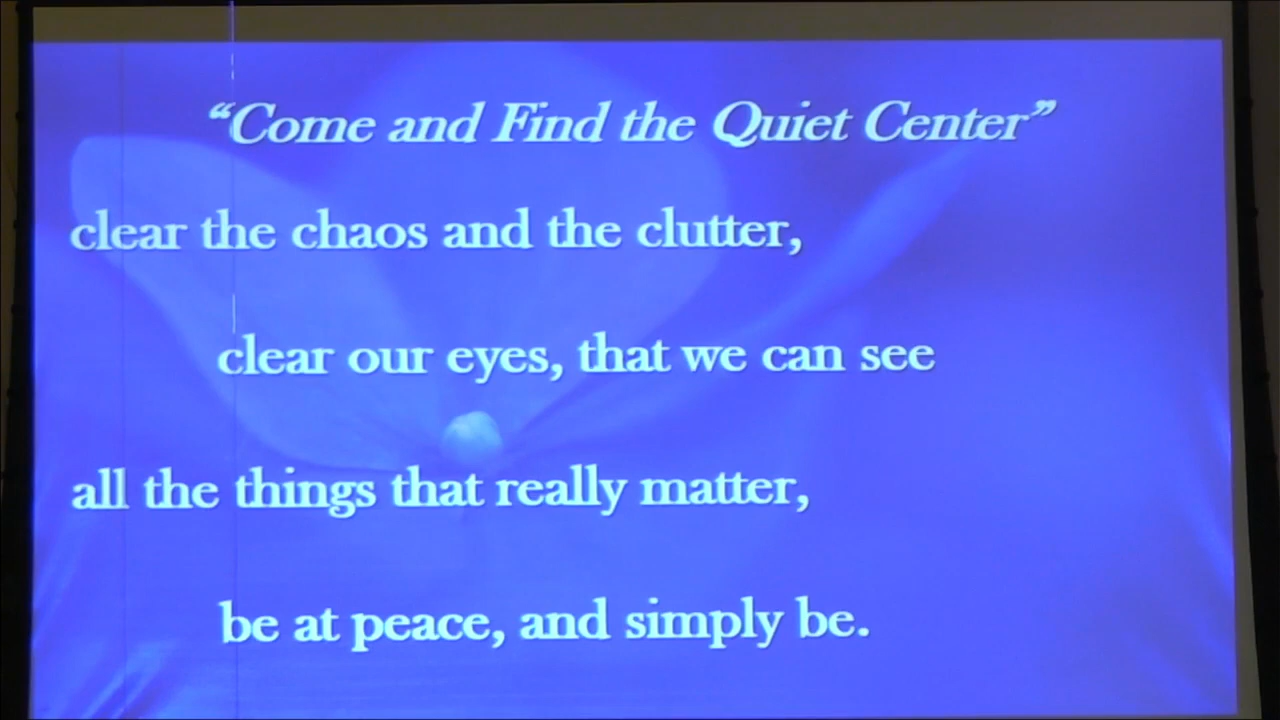 “Come and Find the Quiet Center”
clear the chaos and the clutter,
clear our eyes, that we can see
all the things that really matter,
be at peace, and simply be.